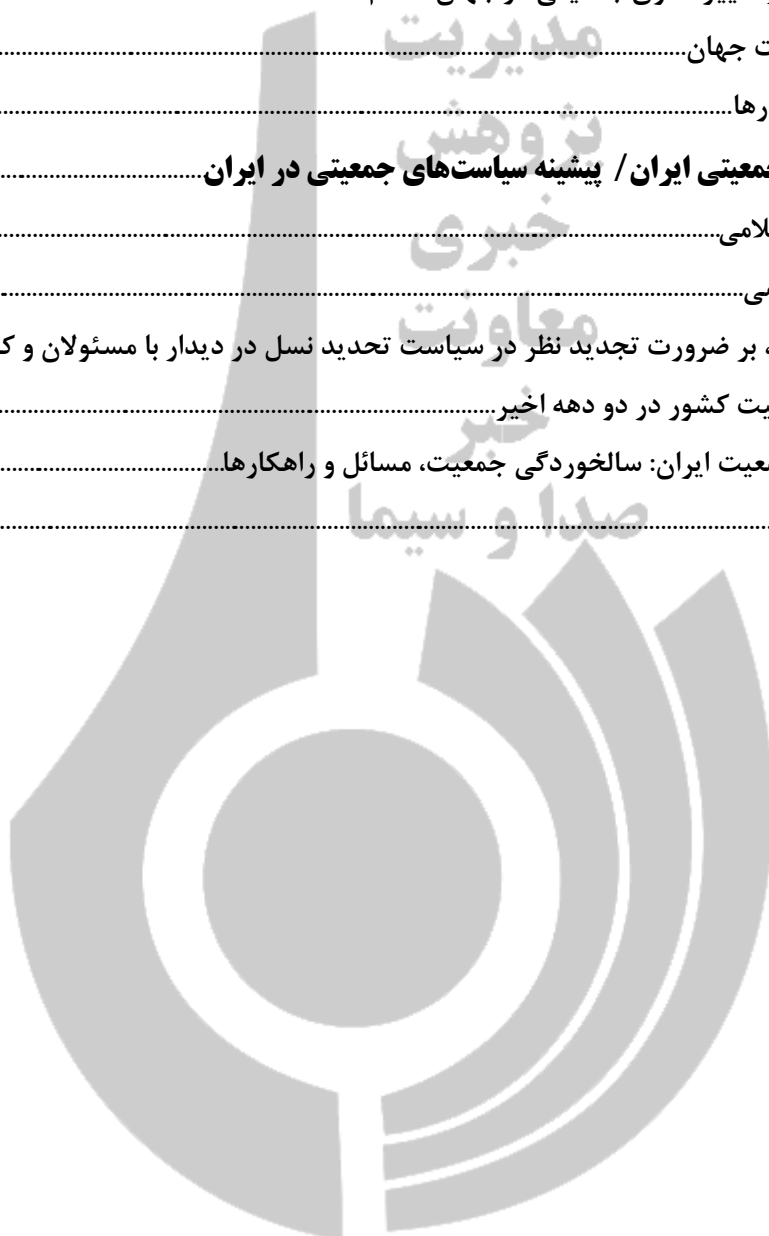 مدیریت
ت جهان
پژوهش
رها
جمعیتی ایران/ پیشینه سیاست‌های جمعیتی در ایران
خبری
لامی
می
معاونت
، بر ضرورت تجدید نظر در سیاست تحدید نسل در دیدار با مسئولان و
یت کشور در دو دهه اخیر
خبر
معیت ایران: سالخوردگی جمعیت، مسائل و راهکارها
صدا و سیما